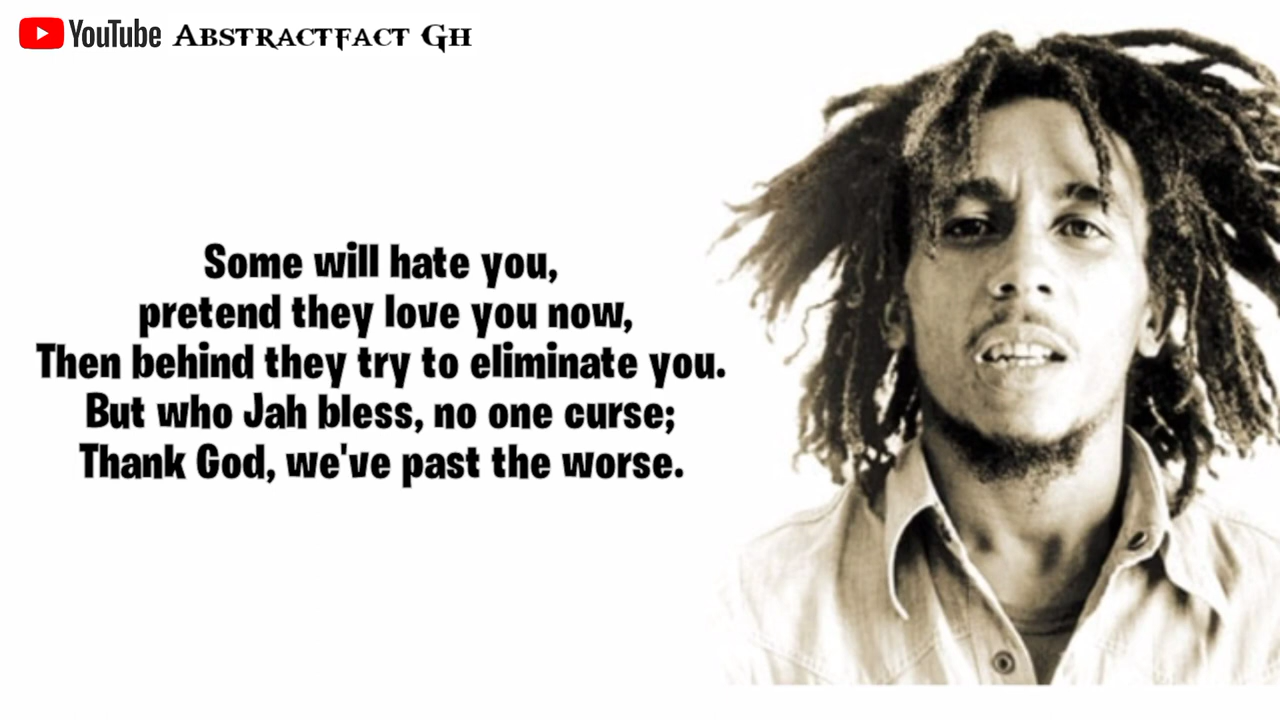 YouTube Abstractfact Gh
Some will hate you,
pretend they love you now,
Then behind they try to eliminate you.
But who Jah bless, no one curse;
Thank God, we've past the worse.